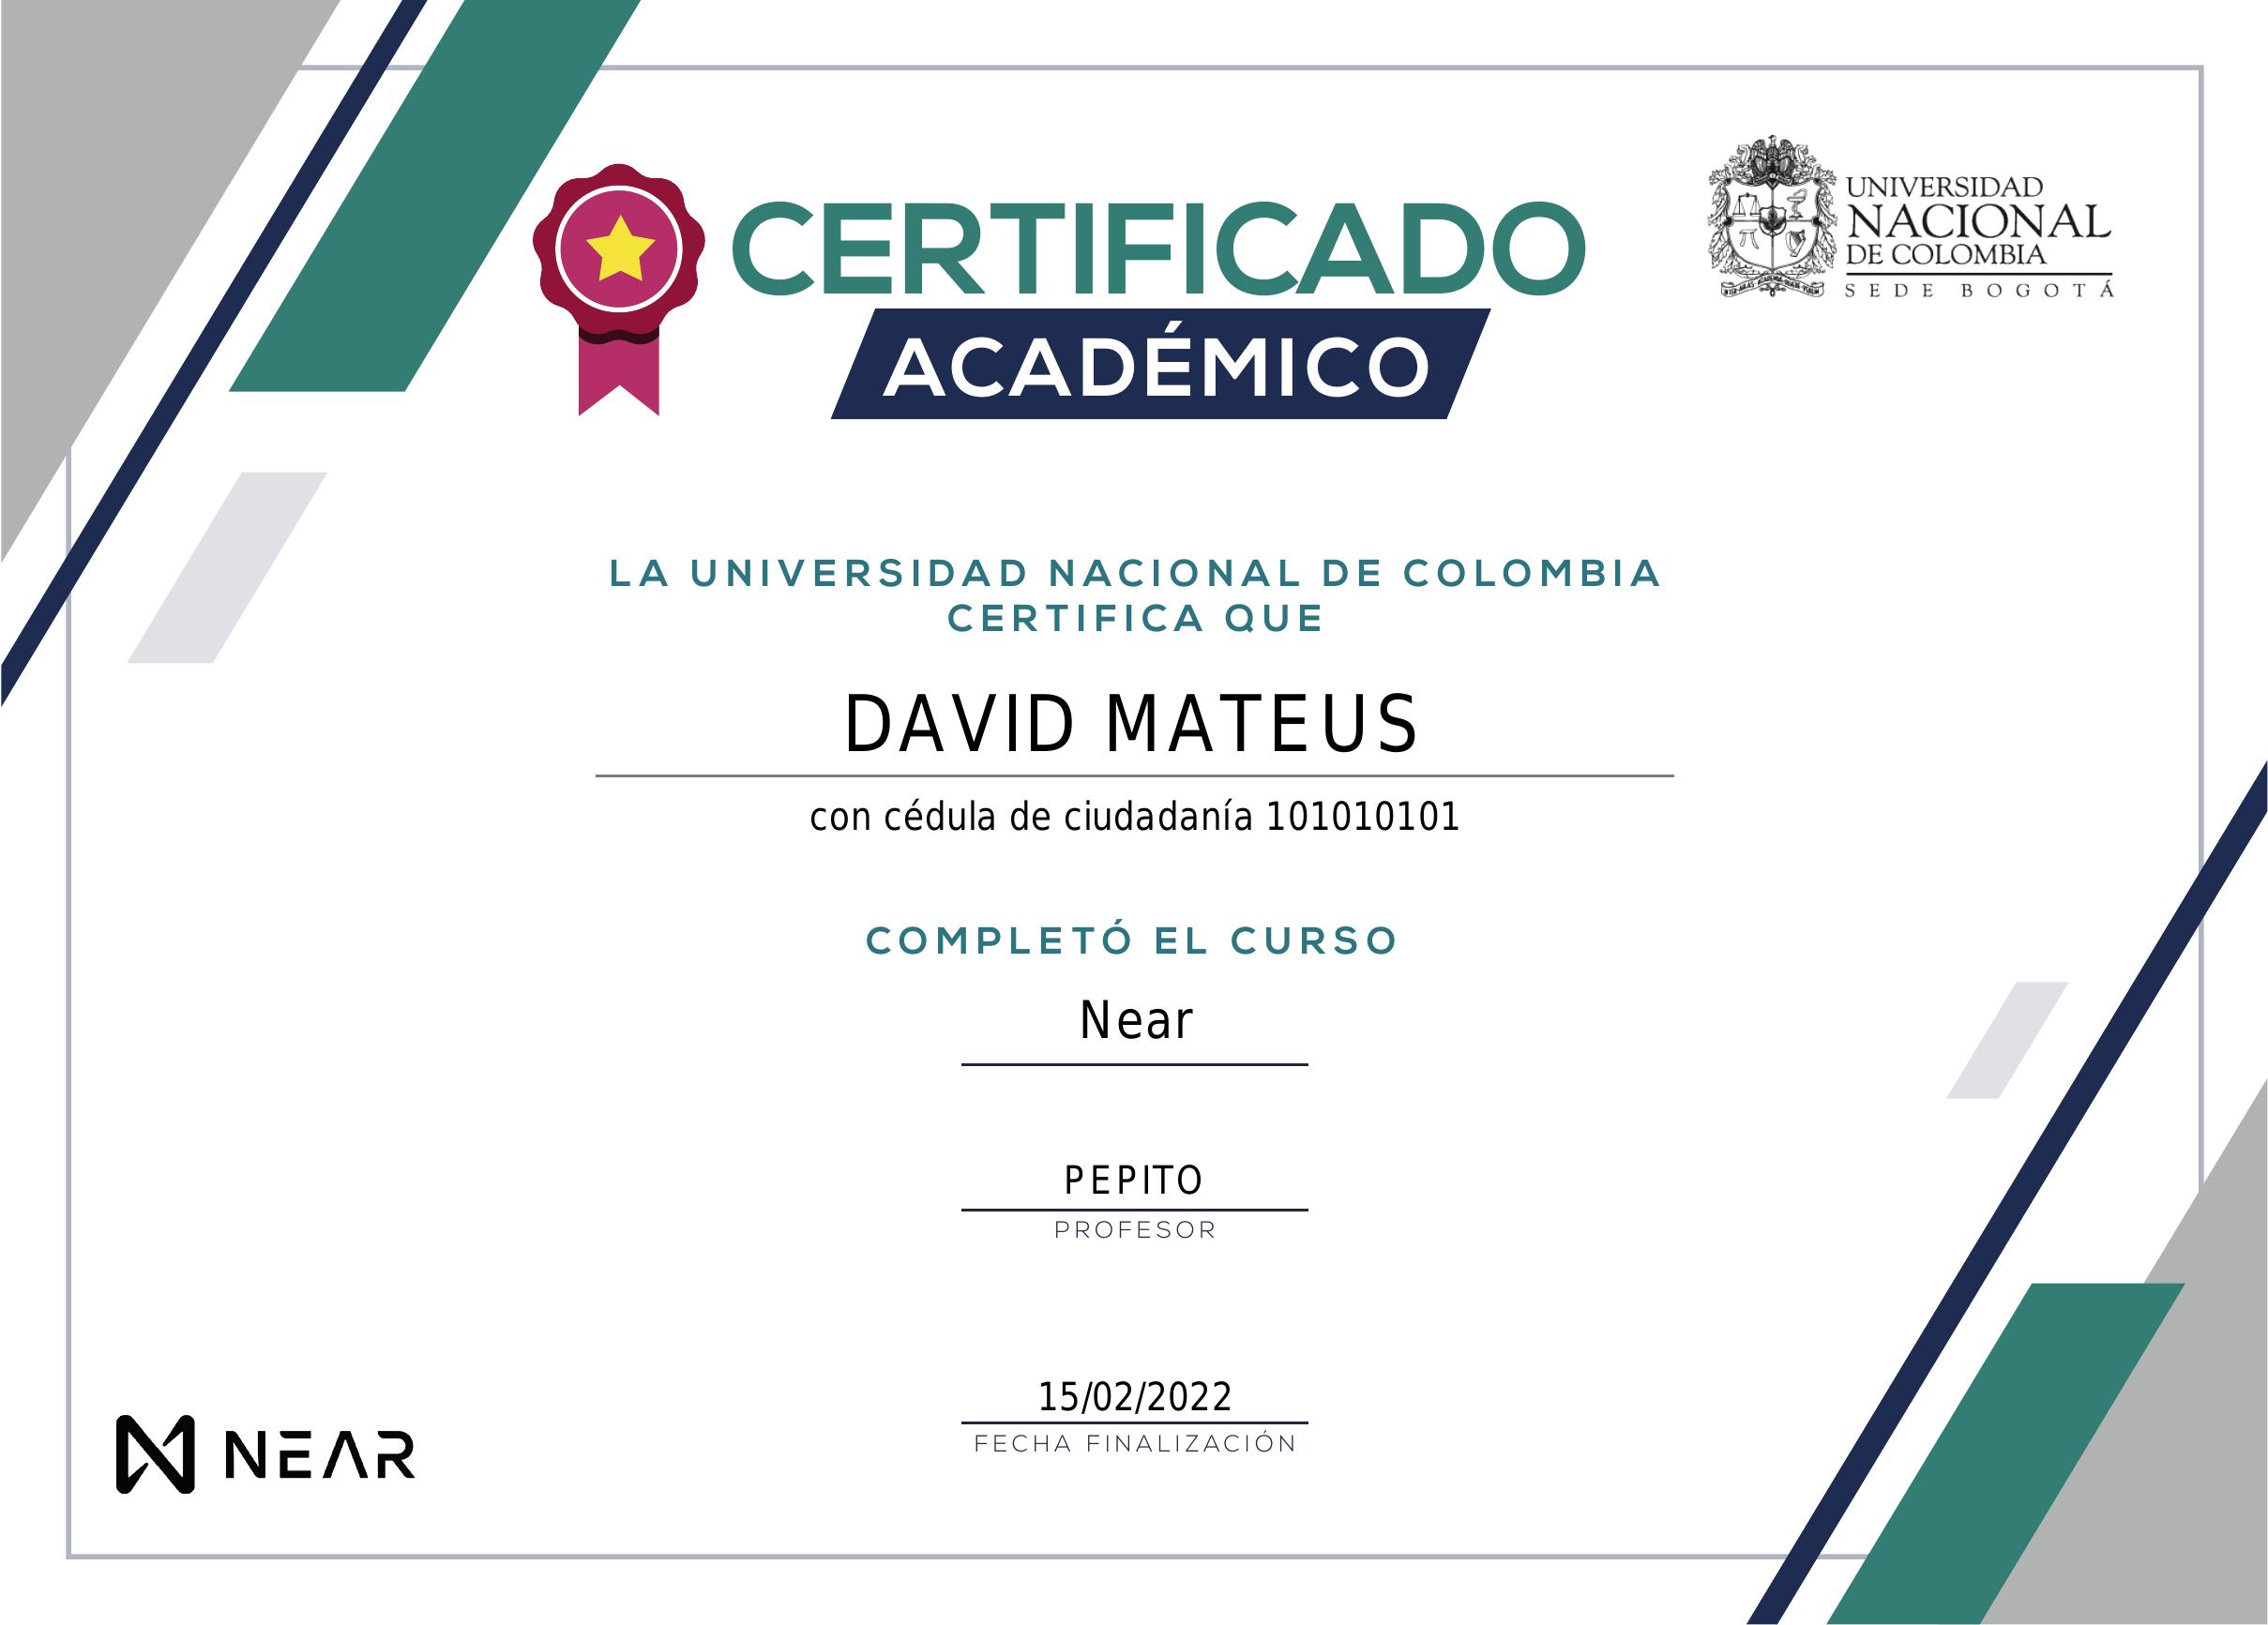 CERTIFICADO
ACADÉMICO
UNIVERSIDAD
NACIONAL
DE COLOMBIA
SEDE BOGOTÁ
LA UNIVERSIDAD NACIONAL DE COLOMBIA
CERTIFICA QUE
DAVID MATEUS
con cédula de ciudadanía 101010101
COMPLETÓ EL CURSO
Near
PEPITO
PROFESOR
15/02/2022
FECHA FINALIZACIÓN
NEAR